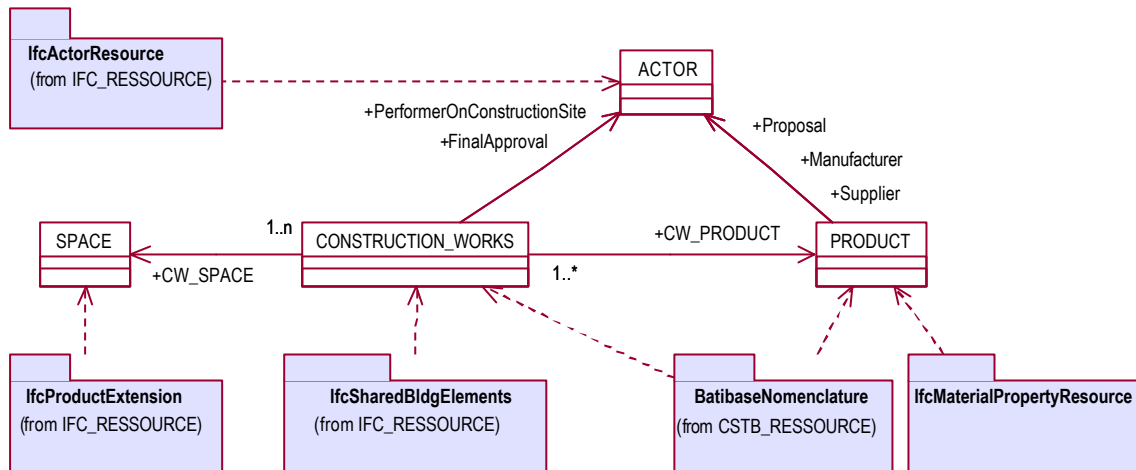 IfcActorResource
(from IFC_RESSOURCE)
ACTOR
+PerformerOnConstructionSite
+FinalApproval
+Proposal
+Manufacturer
+Supplier
SPACE
1..n
CONSTRUCTION_WORKS
+CW_PRODUCT
PRODUCT
+CW_SPACE
1..*
IfcProductExtension
(from IFC_RESSOURCE)
IfcSharedBldgElements
(from IFC_RESSOURCE)
BatibaseNomenclature
(from CSTB_RESSOURCE)
IfcMaterialPropertyResource